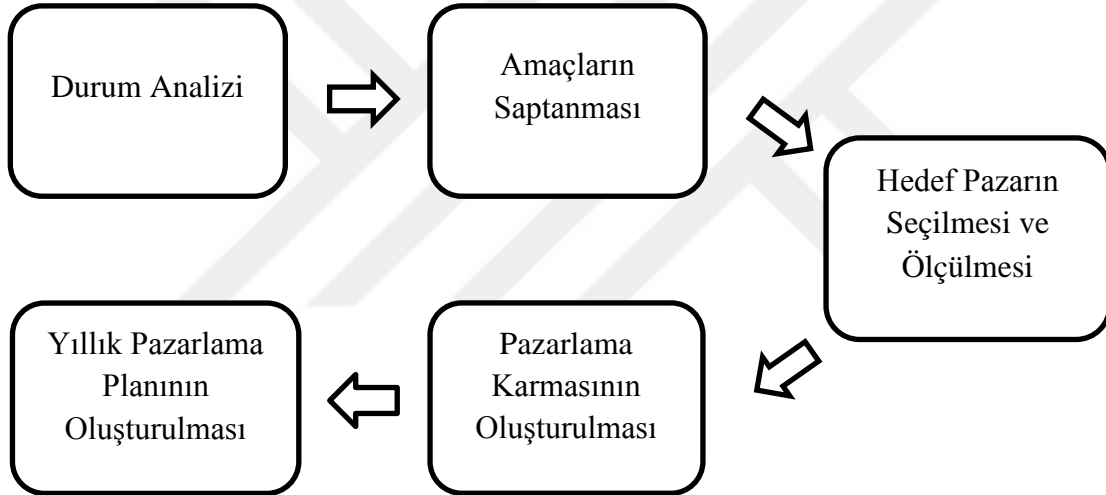 Durum Analizi
Amaçların
Saptanması
Hedef Pazarın
Seçilmesi ve
Ölçülmesi
Pazarlama
Karmasının
Oluşturulması
Yıllık Pazarlama
Planının
Oluşturulması